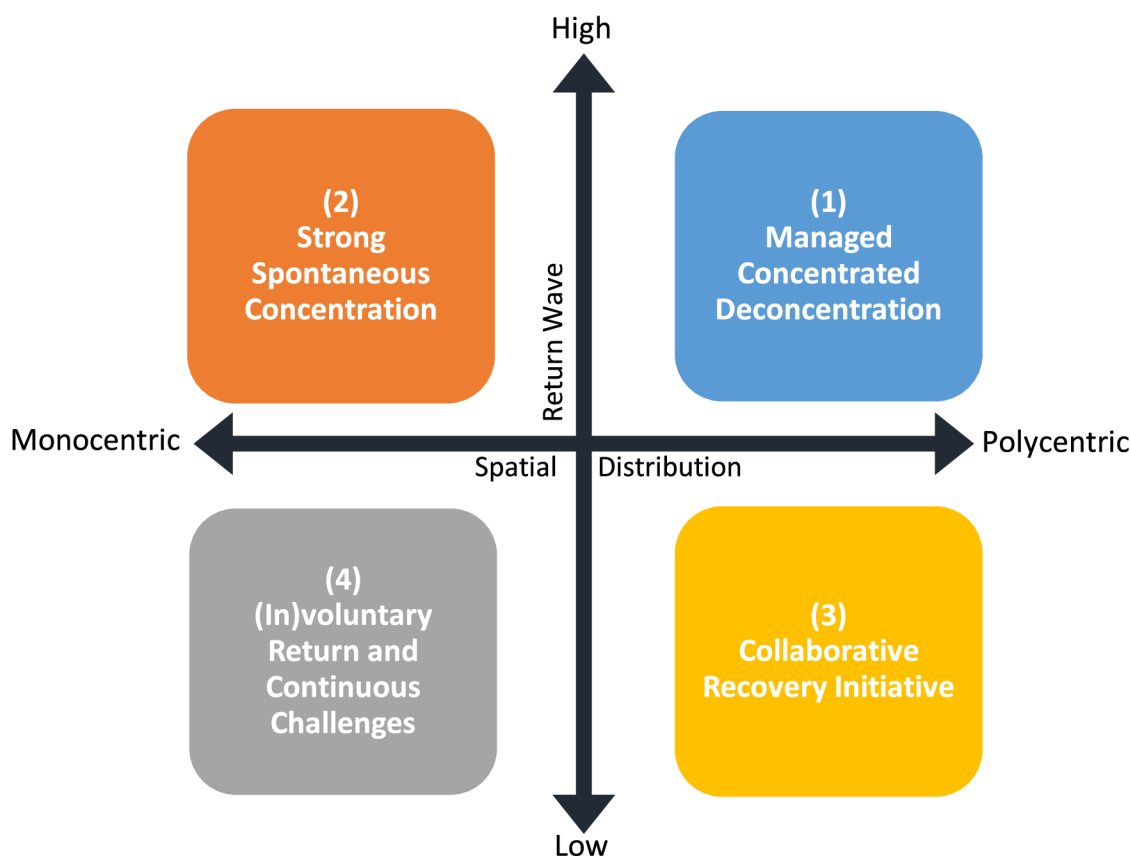 High
(2)
Strong
Spontaneous
Concentration
(1)
Managed
Concentrated
Deconcentration
Return Wave
Monocentric
Polycentric
Spatial
Distribution
(4)
(In)voluntary
Return and
Continuous
Challenges
(3)
Collaborative
Recovery Initiative
Low